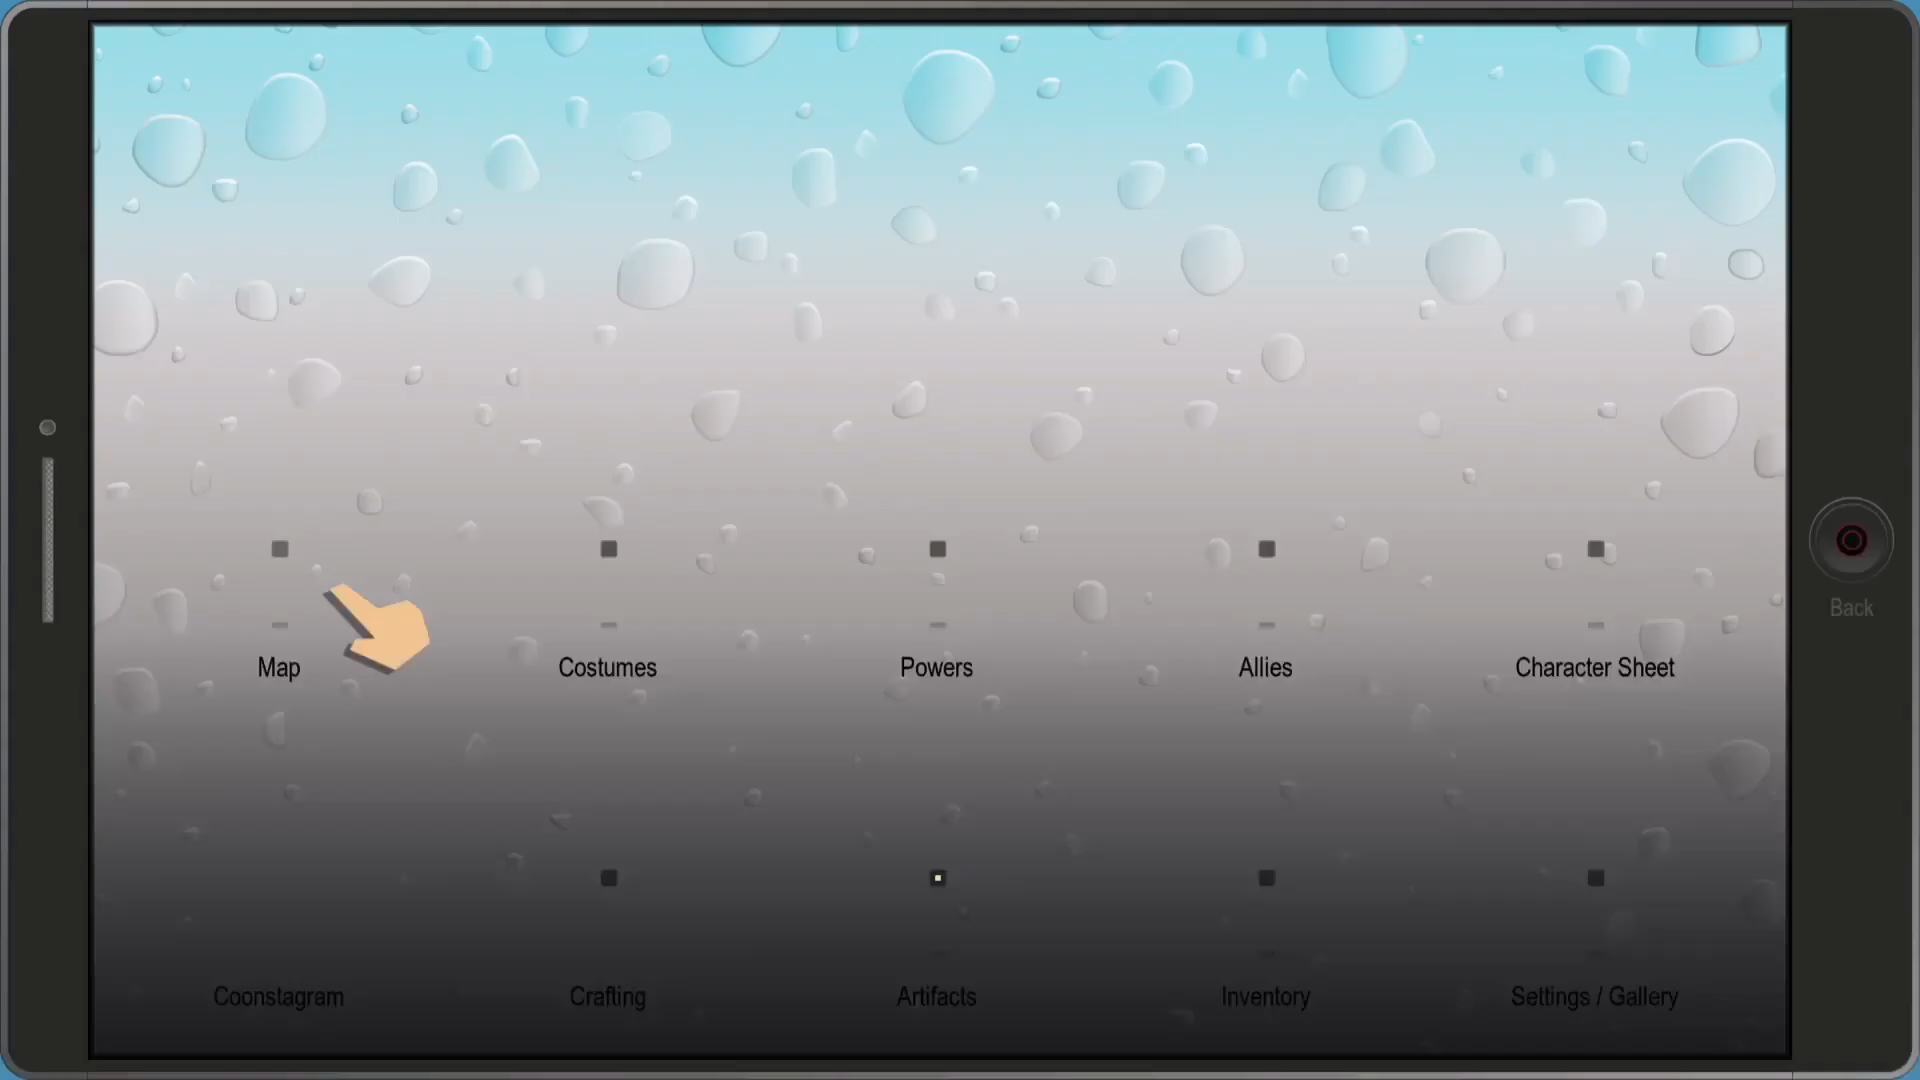 Map
Costumes
Powers
Allies
Character Sheet
Back
Coonstagram
Crafting
Artifacts
Inventory
Settings / Gallery